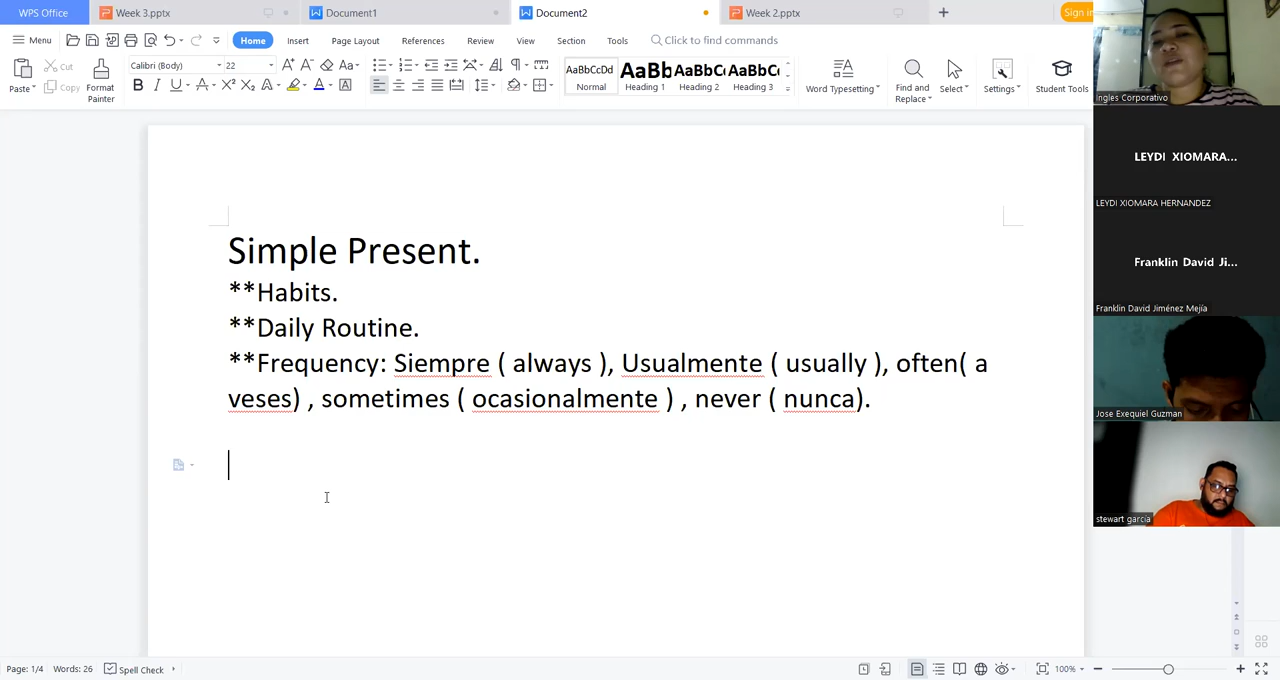 WPS Office Week 3.pptx Document1 Document2 Week 2.pptx + Sign in
Menu Home Insert Page Layout References Review View Section Tools Click to find commands
Paste Cut Copy Format Painter Calibri (Body) 22 AaBbCcDd Normal AaBb Heading 1 AaBbCc Heading 2 AaBbCc Heading 3 Word Typesetting Find and Replace Select Settings Student Tools
Simple Present.
**Habits.
**Daily Routine.
**Frequency: Siempre ( always ), Usualmente ( usually ), often( a
veses) , sometimes ( ocasionalmente ) , never ( nunca).
Ingles Corporativo
LEYDI XIOMARA...
LEYDI XIOMARA HERNANDEZ
Franklin David Ji...
Franklin David Jiménez Mejía
Jose Exequiel Guzman
stewart garcia
Page: 1/4 Words: 26 Spell Check 100%